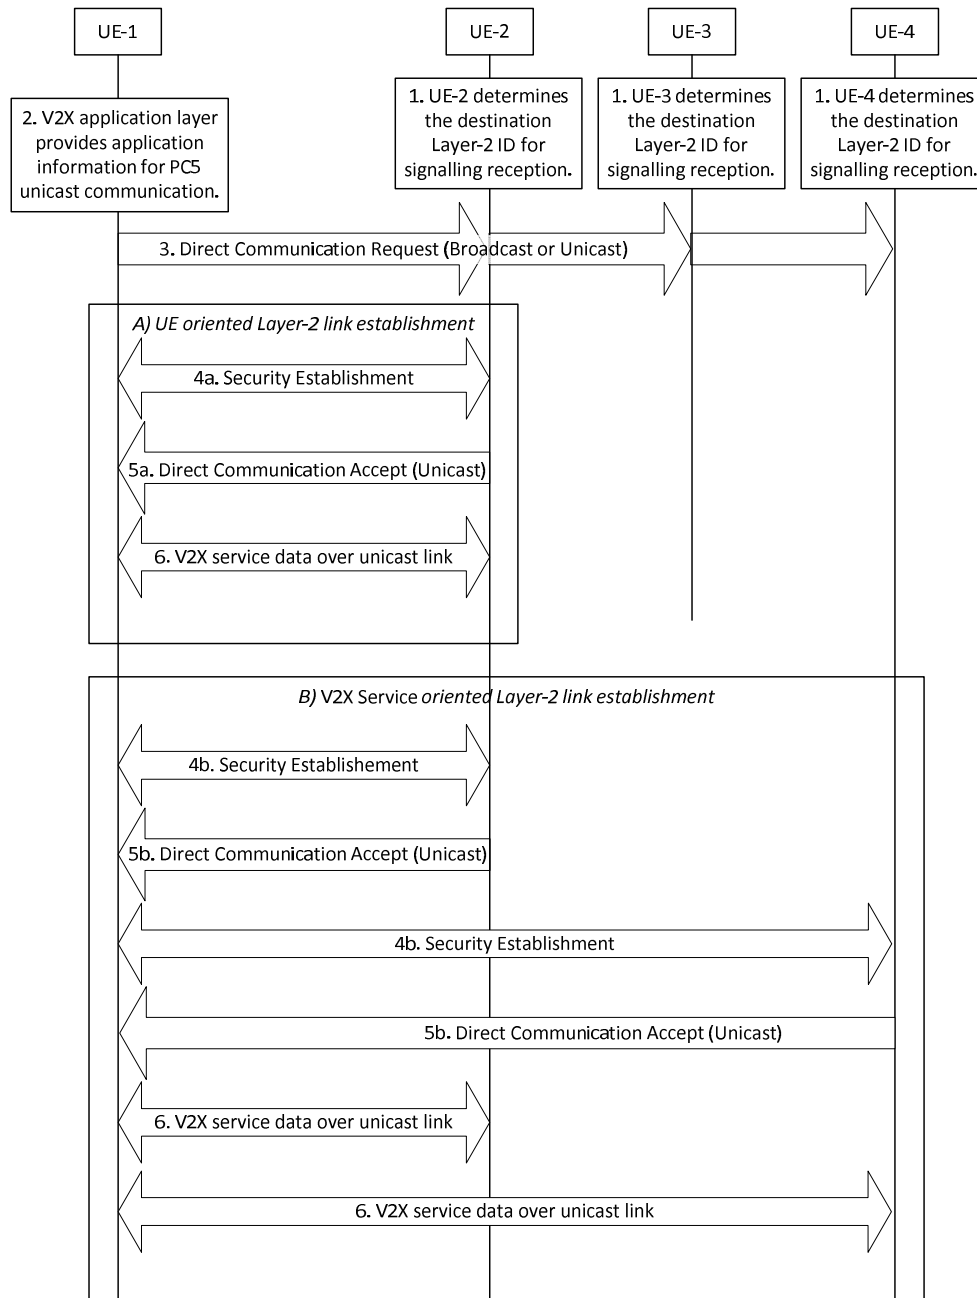 UE-1
UE-2
UE-3
UE-4
2. V2X application layer
provides application
information for PC5
unicast communication.
1. UE-2 determines
the destination
Layer-2 ID for
signalling reception.
1. UE-3 determines
the destination
Layer-2 ID for
signalling reception.
1. UE-4 determines
the destination
Layer-2 ID for
signalling reception.
3. Direct Communication Request (Broadcast or Unicast)
A) UE oriented Layer-2 link establishment
4a. Security Establishment
5a. Direct Communication Accept (Unicast)
6. V2X service data over unicast link
B) V2X Service oriented Layer-2 link establishment
4b. Security Establishement
5b. Direct Communication Accept (Unicast)
4b. Security Establishment
5b. Direct Communication Accept (Unicast)
6. V2X service data over unicast link
6. V2X service data over unicast link